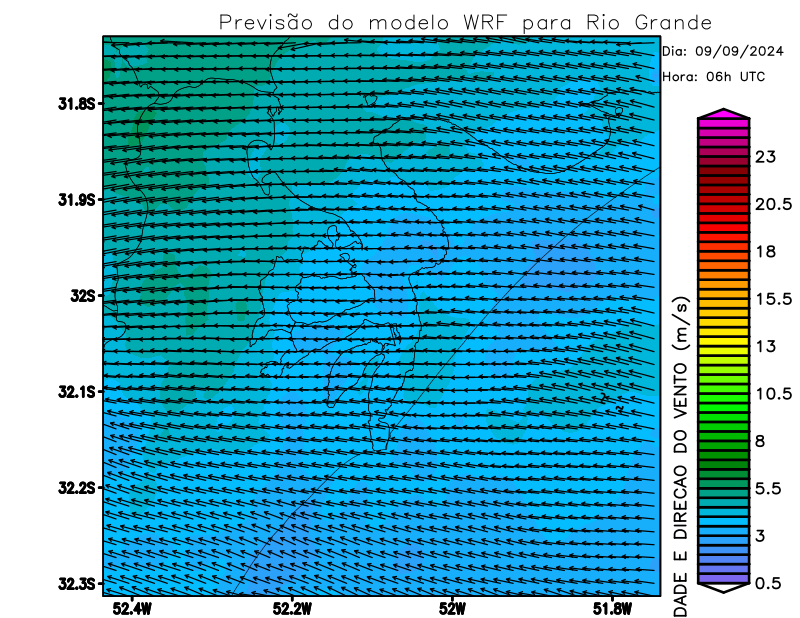 Previsão do modelo WRF para Rio Grande
Dia: 09/09/2024
Hora: 06h UTC
31.8S
31.9S
32S
32.1S
32.2S
32.3S
52.4W
52.2W
52W
51.8W
23
20.5
18
15.5
13
10.5
8
5.5
3
0.5
DADE E DIRECAO DO VENTO (m/s)